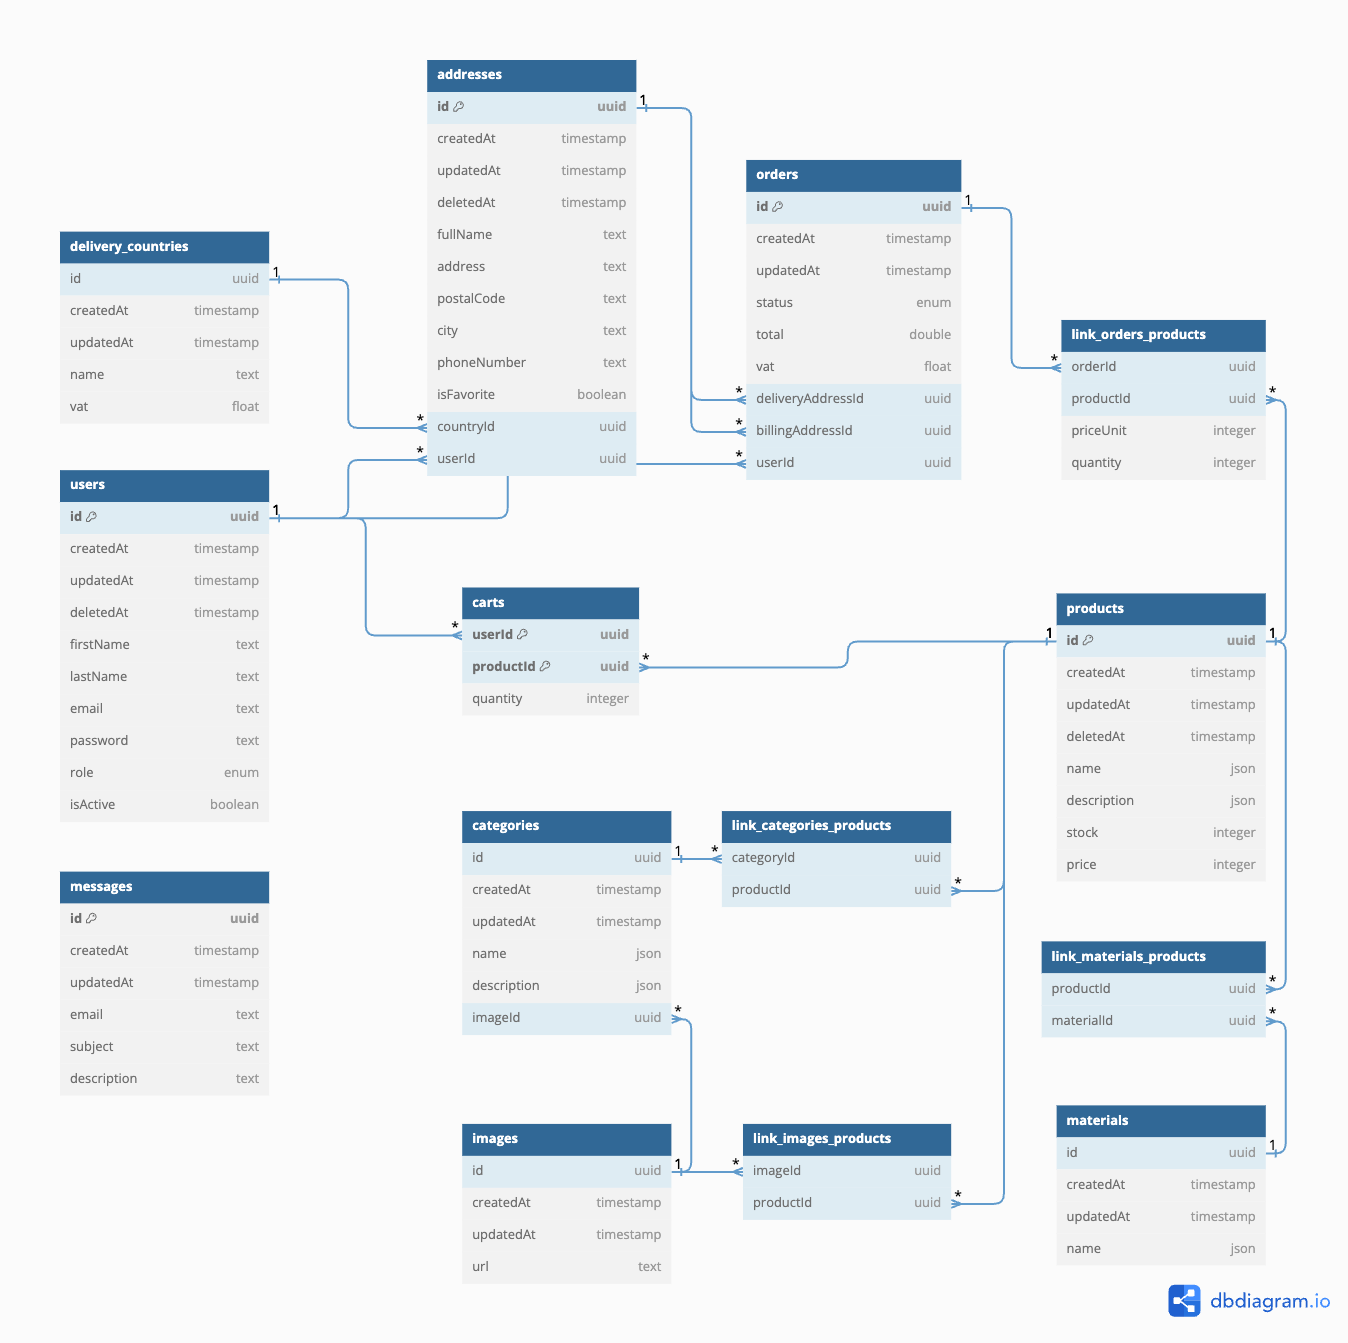 addresses
id uuid
createdAt timestamp
updatedAt timestamp
deletedAt timestamp
fullName text
address text
postalCode text
city text
phoneNumber text
isFavorite boolean
countryId uuid
userId uuid
1
*
*
orders
id uuid
createdAt timestamp
updatedAt timestamp
status enum
total double
vat float
deliveryAddressId uuid
billingAddressId uuid
userId uuid
1
*
*
*
delivery_countries
id uuid
createdAt timestamp
updatedAt timestamp
name text
vat float
1
link_orders_products
orderId uuid
productId uuid
priceUnit integer
quantity integer
*
*
users
id uuid
createdAt timestamp
updatedAt timestamp
deletedAt timestamp
firstName text
lastName text
email text
password text
role enum
isActive boolean
1
carts
userId uuid
productId uuid
quantity integer
*
*
products
id uuid
createdAt timestamp
updatedAt timestamp
deletedAt timestamp
name json
description json
stock integer
price integer
1
1
categories
id uuid
createdAt timestamp
updatedAt timestamp
name json
description json
imageId uuid
1
*
link_categories_products
categoryId uuid
productId uuid
*
*
messages
id uuid
createdAt timestamp
updatedAt timestamp
email text
subject text
description text
link_materials_products
productId uuid
materialId uuid
*
*
images
id uuid
createdAt timestamp
updatedAt timestamp
url text
1
link_images_products
imageId uuid
productId uuid
*
*
materials
id uuid
createdAt timestamp
updatedAt timestamp
name json
1
dbdiagram.io